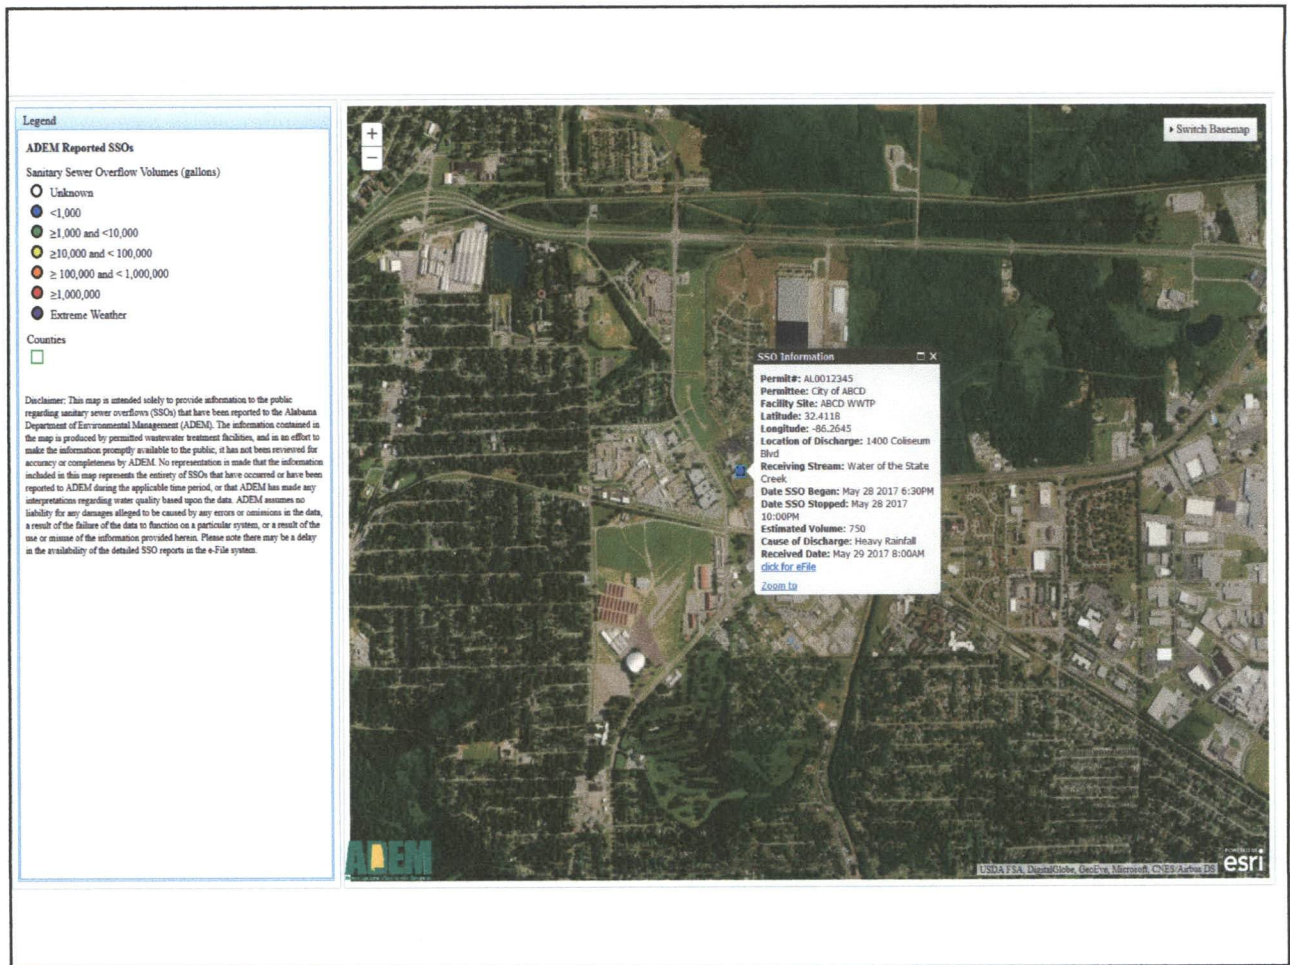 Legend
ADEM Reported SSOs
Sanitary Sewer Overflow Volumes (gallons)
Unknown
<1,000
≥1,000 and <10,000
≥10,000 and < 100,000
≥ 100,000 and < 1,000,000
≥1,000,000
Extreme Weather
Counties
Disclaimer: This map is intended solely to provide information to the public
regarding sanitary sewer overflows (SSOs) that have been reported to the Alabama
Department of Environmental Management (ADEM). The information contained in
the map is produced by permitted wastewater treatment facilities, and in an effort to
make the information promptly available to the public, it has not been reviewed for
accuracy or completeness by ADEM. No representation is made that the information
included in this map represents the entirety of SSOs that have occurred or have been
reported to ADEM during the applicable time period, or that ADEM has made any
interpretations regarding water quality based upon the data. ADEM assumes no
liability for any damages alleged to be caused by any errors or omissions in the data,
a result of the failure of the data to function on a particular system, or a result of the
use or misuse of the information provided herein. Please note there may be a delay
in the availability of the detailed SSO reports in the e-File system.
+
−
Switch Basemap
SSO Information
Permit#: AL0012345
Permittee: City of ABCD
Facility Site: ABCD WWTP
Latitude: 32.4118
Longitude: -86.2645
Location of Discharge: 1400 Coliseum
Blvd
Receiving Stream: Water of the State
Creek
Date SSO Began: May 28 2017 6:30PM
Date SSO Stopped: May 28 2017
10:00PM
Estimated Volume: 750
Cause of Discharge: Heavy Rainfall
Received Date: May 29 2017 8:00AM
click for eFile
Zoom to
ADEM
USDA FSA, DigitalGlobe, GeoEye, Microsoft, CNES/Airbus DS
POWERED BY
esri